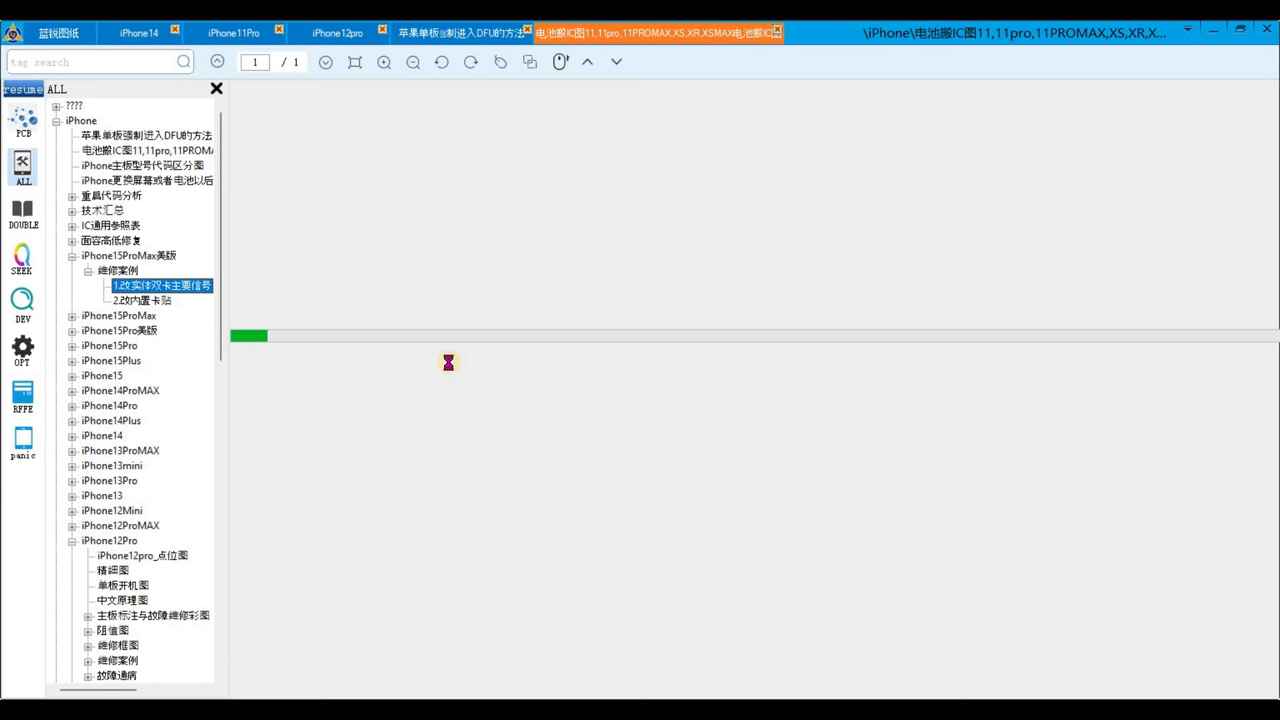 蓝锐图纸
iPhone14
iPhone11Pro
iPhone12pro
苹果单板强制进入DFU的方法
电池搬IC图11,11pro,11PROMAX,XS,XR,XSMAX电池搬IC图
\iPhone\电池搬IC图11,11pro,11PROMAX,XS,XR,X...
tag search
1 / 1
resume
ALL
PCB
ALL
DOUBLE
SEEK
DEV
OPT
RFFE
panic
????
iPhone
苹果单板强制进入DFU的方法
电池搬IC图11,11pro,11PROMA
iPhone主板型号代码区分图
iPhone更换屏幕或者电池以后
重启代码分析
技术汇总
IC通用参照表
面容高低修复
iPhone15ProMax美版
维修案例
1.改实体双卡主要信号
2.改内置卡贴
iPhone15ProMax
iPhone15Pro美版
iPhone15Pro
iPhone15Plus
iPhone15
iPhone14ProMAX
iPhone14Pro
iPhone14Plus
iPhone14
iPhone13ProMAX
iPhone13mini
iPhone13Pro
iPhone13
iPhone12Mini
iPhone12ProMAX
iPhone12Pro
iPhone12pro_点位图
精细图
单板开机图
中文原理图
主板标注与故障维修彩图
阻值图
维修框图
维修案例
故障通病